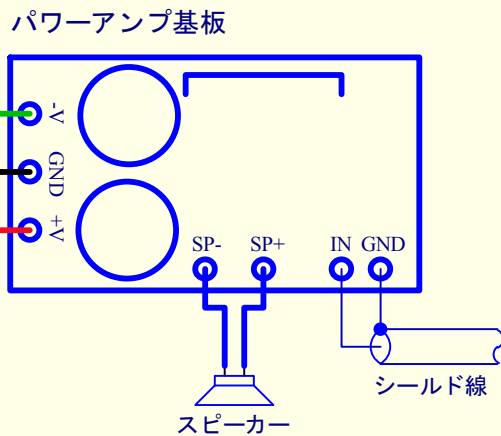 パワーアンプ基板
-V
GND
+V
SP- SP+ IN GND
シールド線
スピーカー